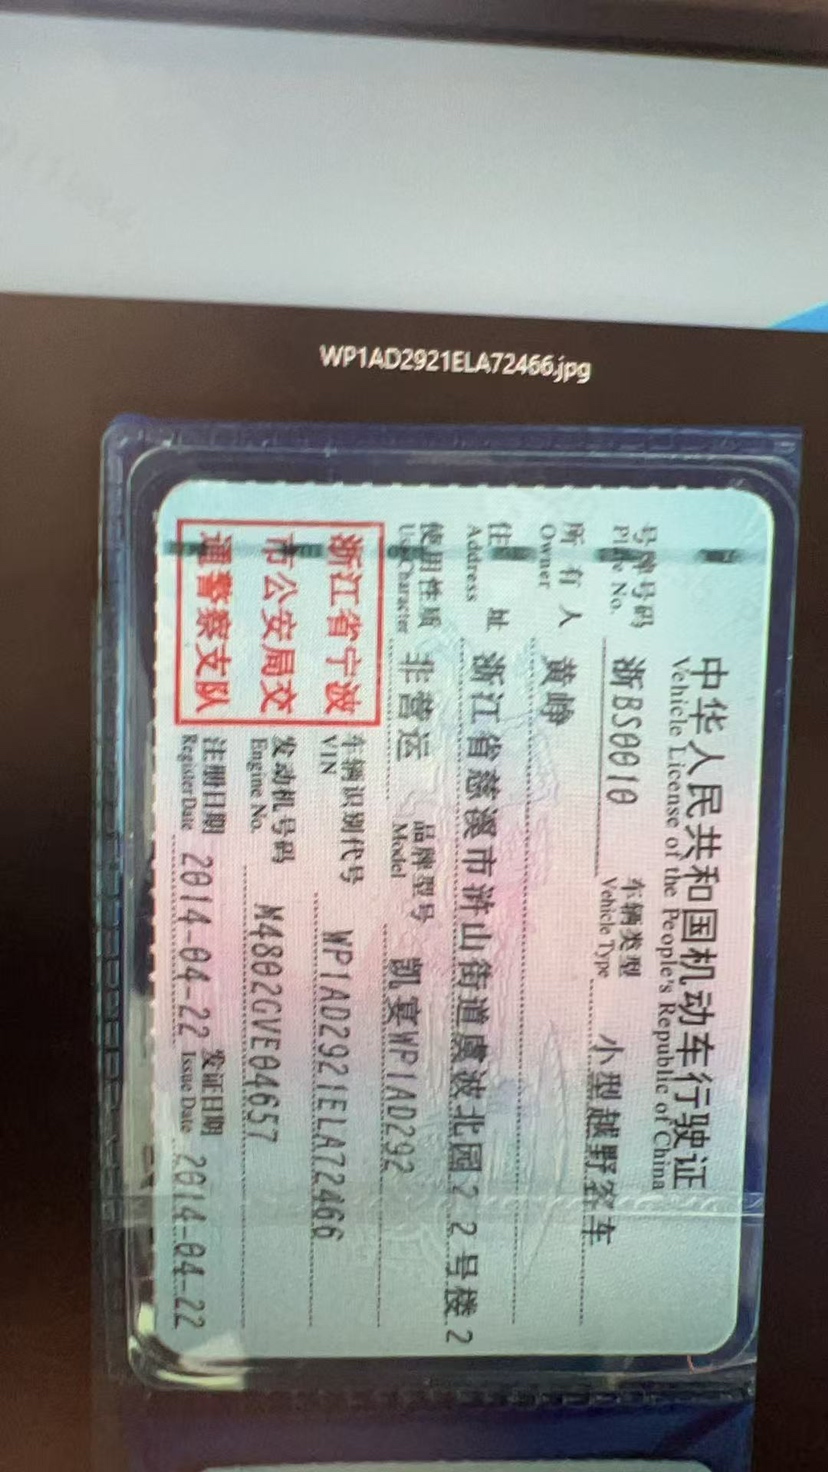 WP1AD2921ELA72466.jpg
中华人民共和国机动车行驶证
Vehicle License of the People's Republic of China
号牌号码 浙BS0010 车辆类型 小型越野客车
Plate No. Vehicle Type
所有人 黄峥
Owner
住址 浙江省慈溪市浒山街道虞波北园22号楼2
Address
使用性质 非营运 品牌型号 凯宴WP1AD292
Use Character Model
浙江省宁波
市公安局交
通警察支队
车辆识别代号 WP1AD2921ELA72466
VIN
发动机号码 M4802GVE04657
Engine No.
注册日期 2014-04-22 发证日期 2014-04-22
Register Date Issue Date